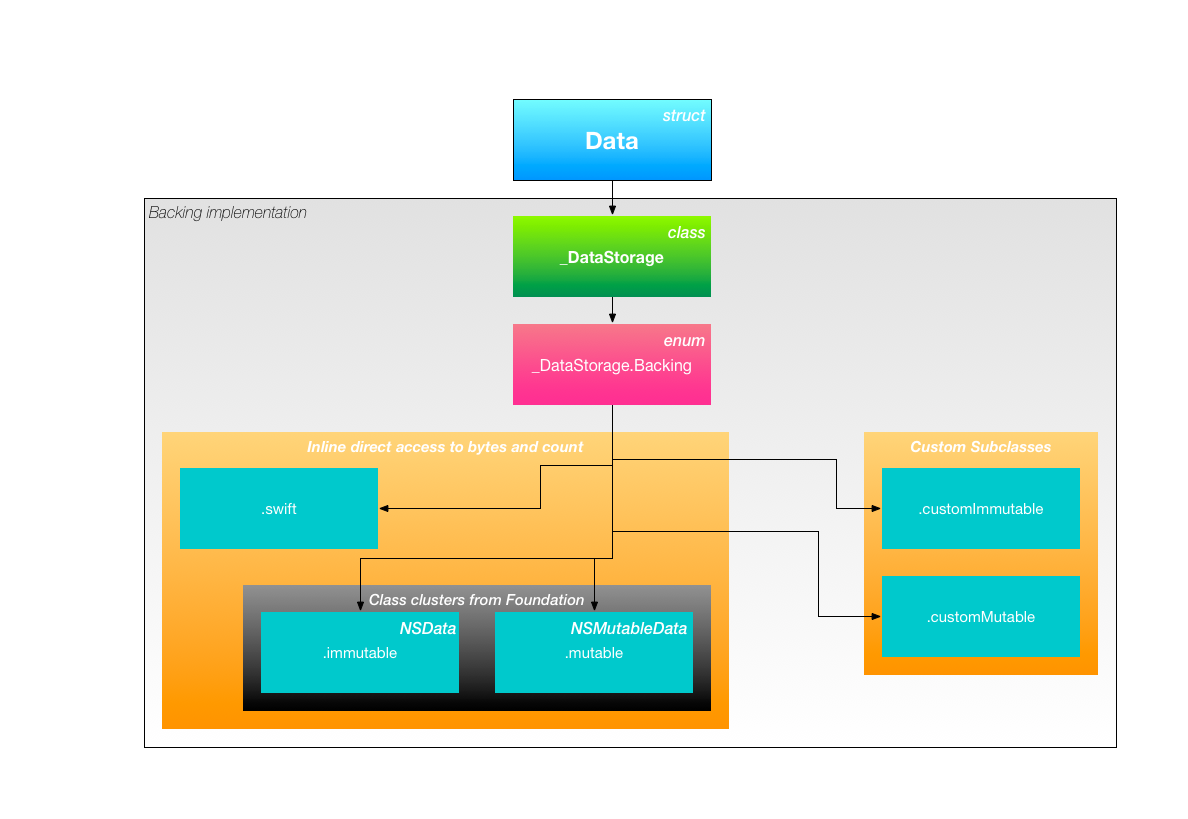 struct
Data
Backing implementation
class
_DataStorage
enum
_DataStorage.Backing
Inline direct access to bytes and count
Custom Subclasses
.swift
.customImmutable
Class clusters from Foundation
NSData
.immutable
NSMutableData
.mutable
.customMutable